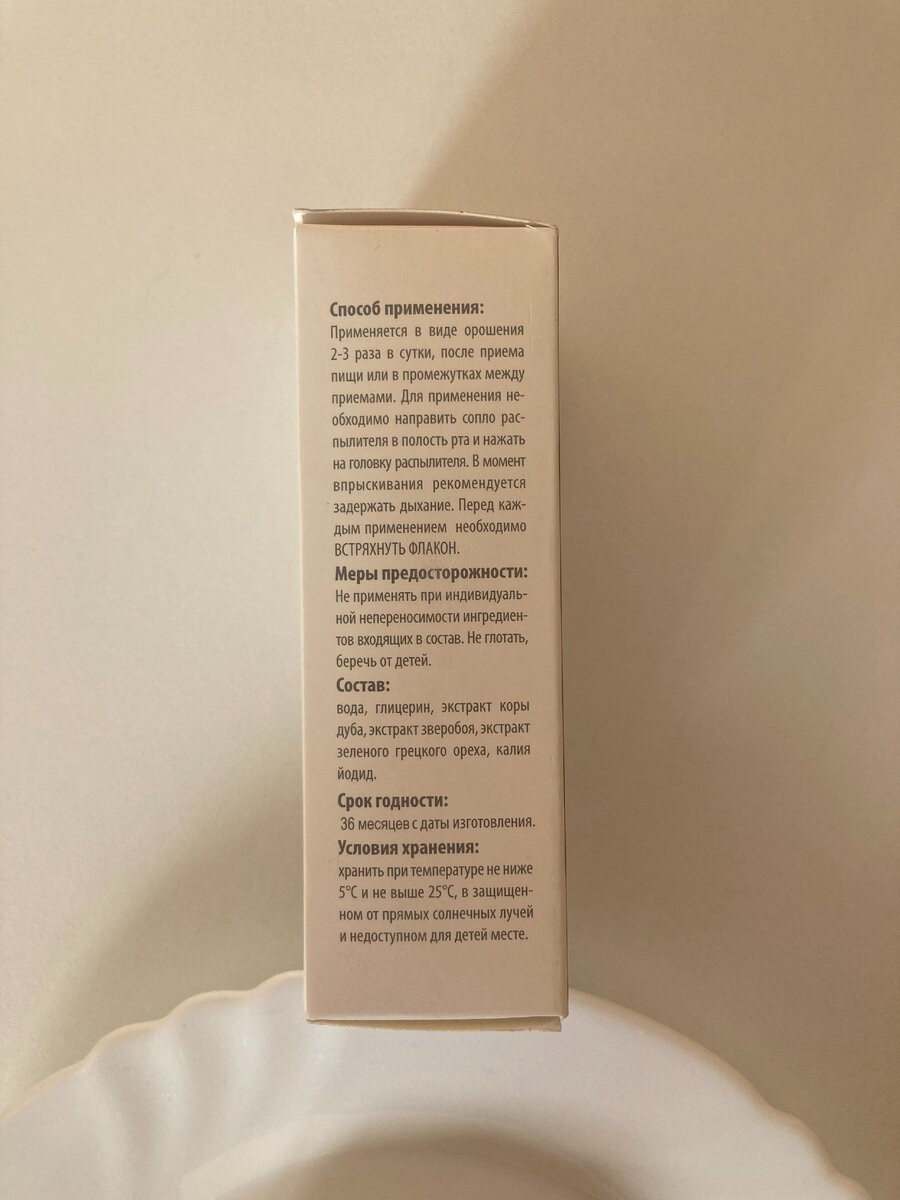 Способ применения:
Применяется в виде орошения
2-3 раза в сутки, после приема
пищи или в промежутках между
приемами. Для применения не-
обходимо направить сопло рас-
пылителя в полость рта и нажать
на головку распылителя. В момент
впрыскивания рекомендуется
задержать дыхание. Перед каж-
дым применением необходимо
ВСТРЯХНУТЬ ФЛАКОН.
Меры предосторожности:
Не применять при индивидуаль-
ной непереносимости ингредиен-
тов входящих в состав. Не глотать,
беречь от детей.
Состав:
вода, глицерин, экстракт коры
дуба, экстракт зверобоя, экстракт
зеленого грецкого ореха, калия
йодид.
Срок годности:
36 месяцев с даты изготовления.
Условия хранения:
хранить при температуре не ниже
5°С и не выше 25°С, в защищен-
ном от прямых солнечных лучей
и недоступном для детей месте.